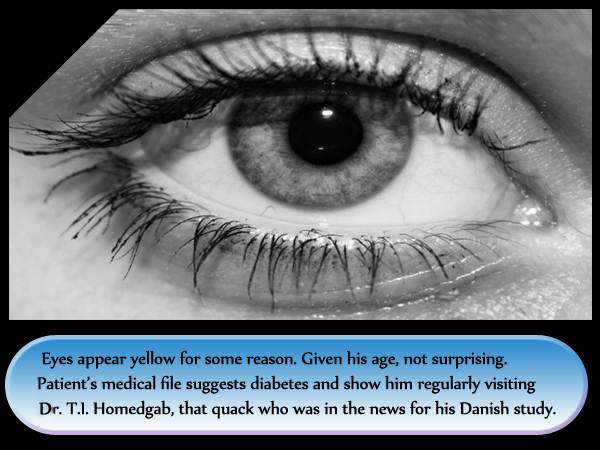 Eyes appear yellow for some reason. Given his age, not surprising.
Patient's medical file suggests diabetes and show him regularly visiting
Dr. T.I. Homedgab, that quack who was in the news for his Danish study.